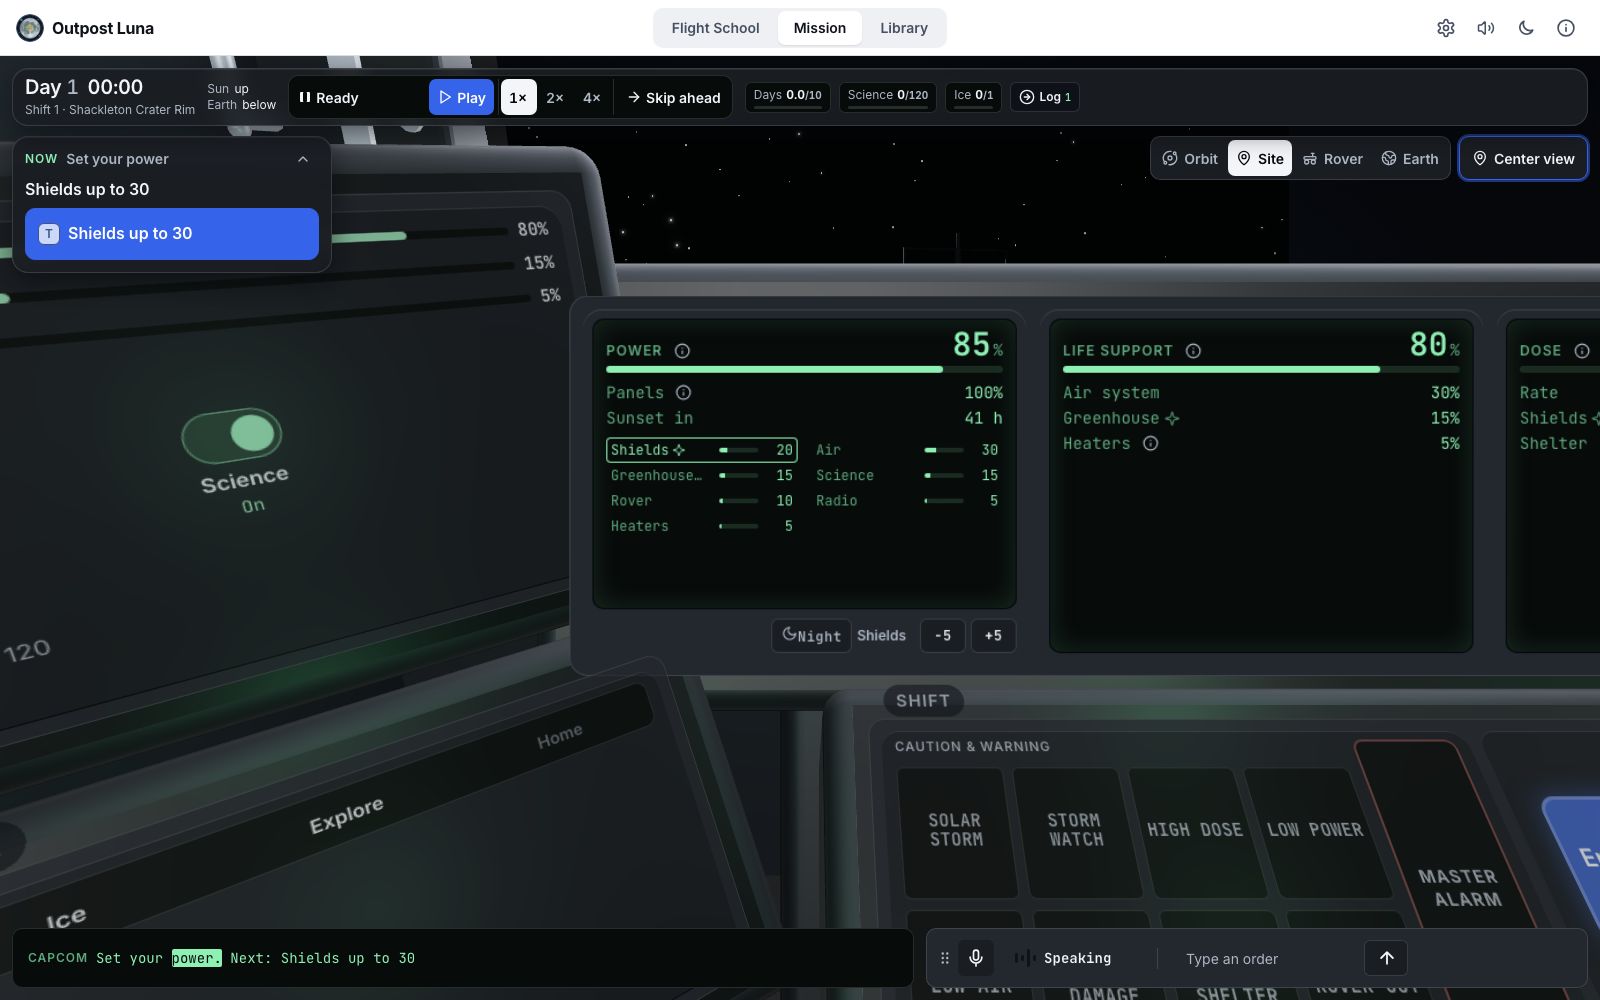 Outpost Luna
Flight School
Mission
Library
Day 1 00:00
Shift 1 · Shackleton Crater Rim
Sun up
Earth below
Ready
Play
1×
2×
4×
Skip ahead
Days 0.0/10
Science 0/120
Ice 0/1
Log 1
NOW Set your power
Shields up to 30
T Shields up to 30
Orbit
Site
Rover
Earth
Center view
80%
15%
5%
Science
On
120
Home
Explore
Ice
POWER 85%
Panels 100%
Sunset in 41 h
Shields 20
Air 30
Greenhouse… 15
Science 15
Rover 10
Radio 5
Heaters 5
Night
Shields
-5
+5
LIFE SUPPORT 80%
Air system 30%
Greenhouse 15%
Heaters 5%
DOSE
Rate
Shields
Shelter
SHIFT
CAUTION & WARNING
SOLAR
STORM
STORM
WATCH
HIGH DOSE
LOW POWER
MASTER
ALARM
CAPCOM Set your power. Next: Shields up to 30
Speaking
Type an order
LOW AIR
DAMAGE
SHELTER
ROVER OUT